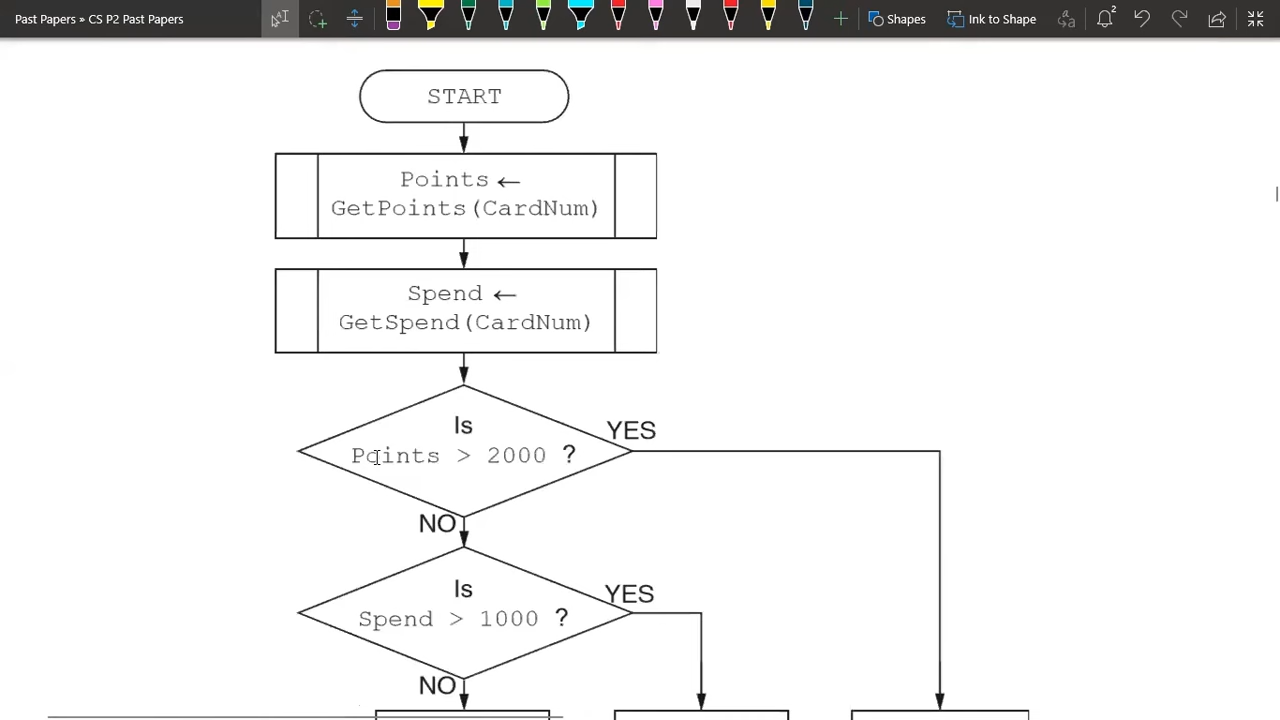 Past Papers » CS P2 Past Papers
Shapes
Ink to Shape
2
START
Points ←
GetPoints(CardNum)
Spend ←
GetSpend(CardNum)
Is
Points > 2000 ?
YES
NO
Is
Spend > 1000 ?
YES
NO